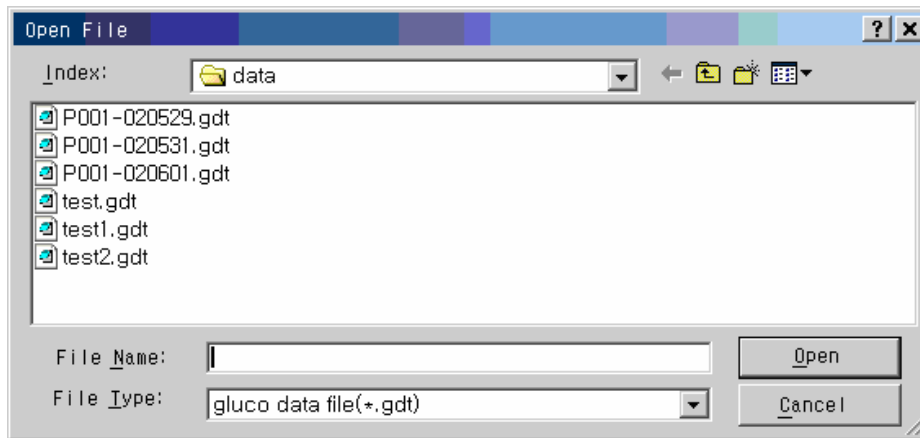 Open File
Index: data
P001-020529.gdt
P001-020531.gdt
P001-020601.gdt
test.gdt
test1.gdt
test2.gdt
File Name: Open
File Type: gluco data file(*.gdt) Cancel